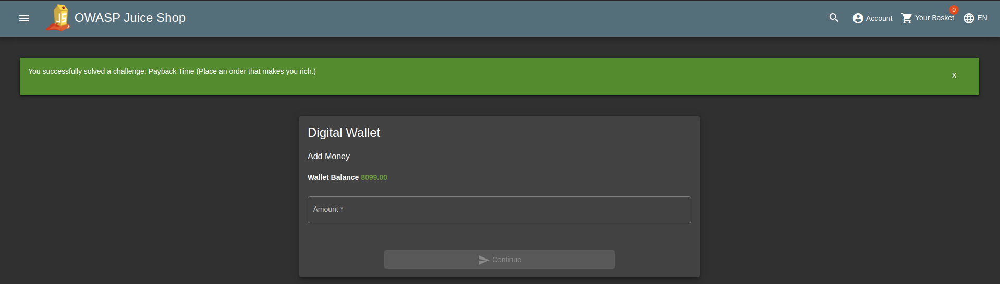 OWASP Juice Shop
Account
Your Basket
0
EN
You successfully solved a challenge: Payback Time (Place an order that makes you rich.)
X
Digital Wallet
Add Money
Wallet Balance 8099.00
Amount *
Continue